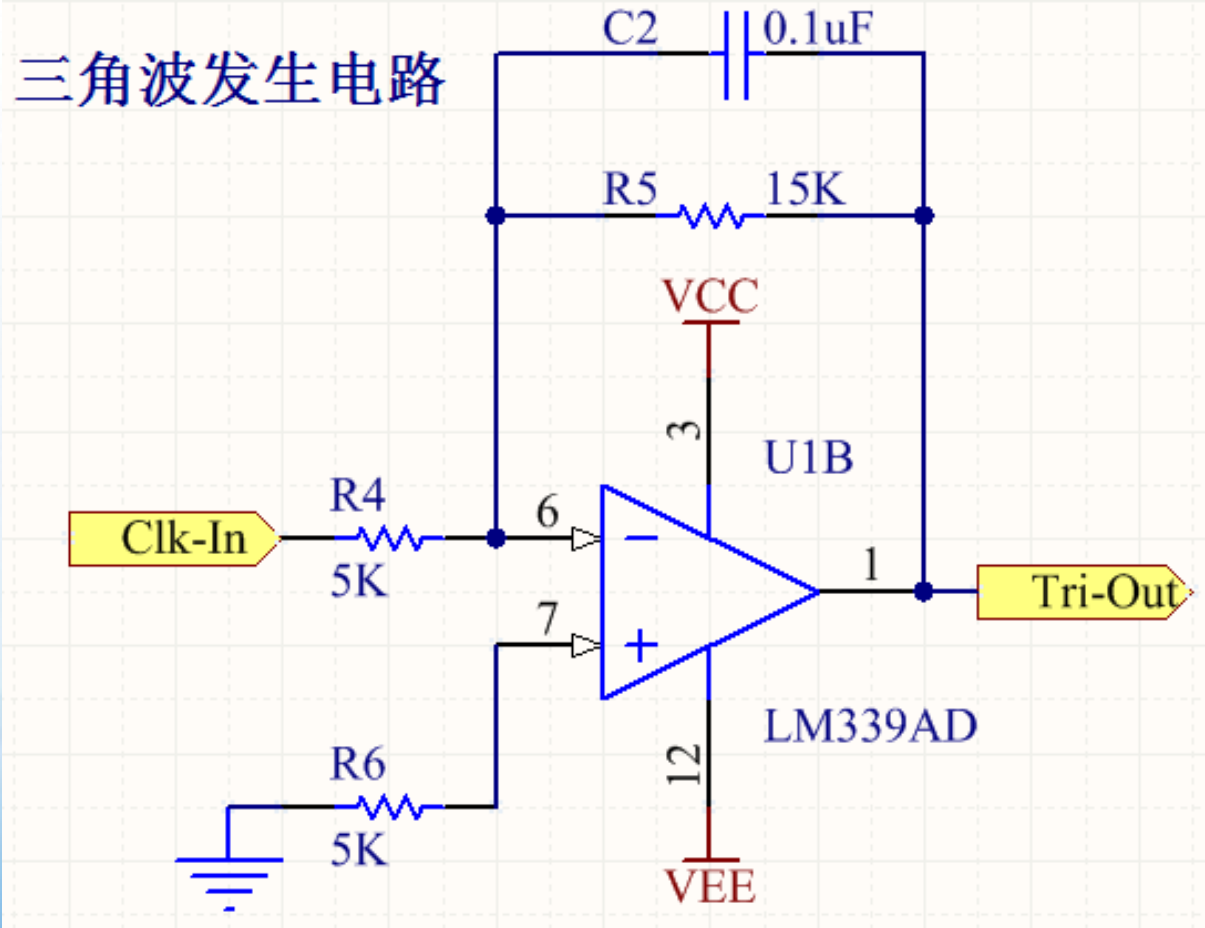 三角波发生电路
C2 0.1uF
R5 15K
VCC
3
U1B
R4
Clk-In
5K
6
7
1
Tri-Out
LM339AD
12
R6
5K
VEE